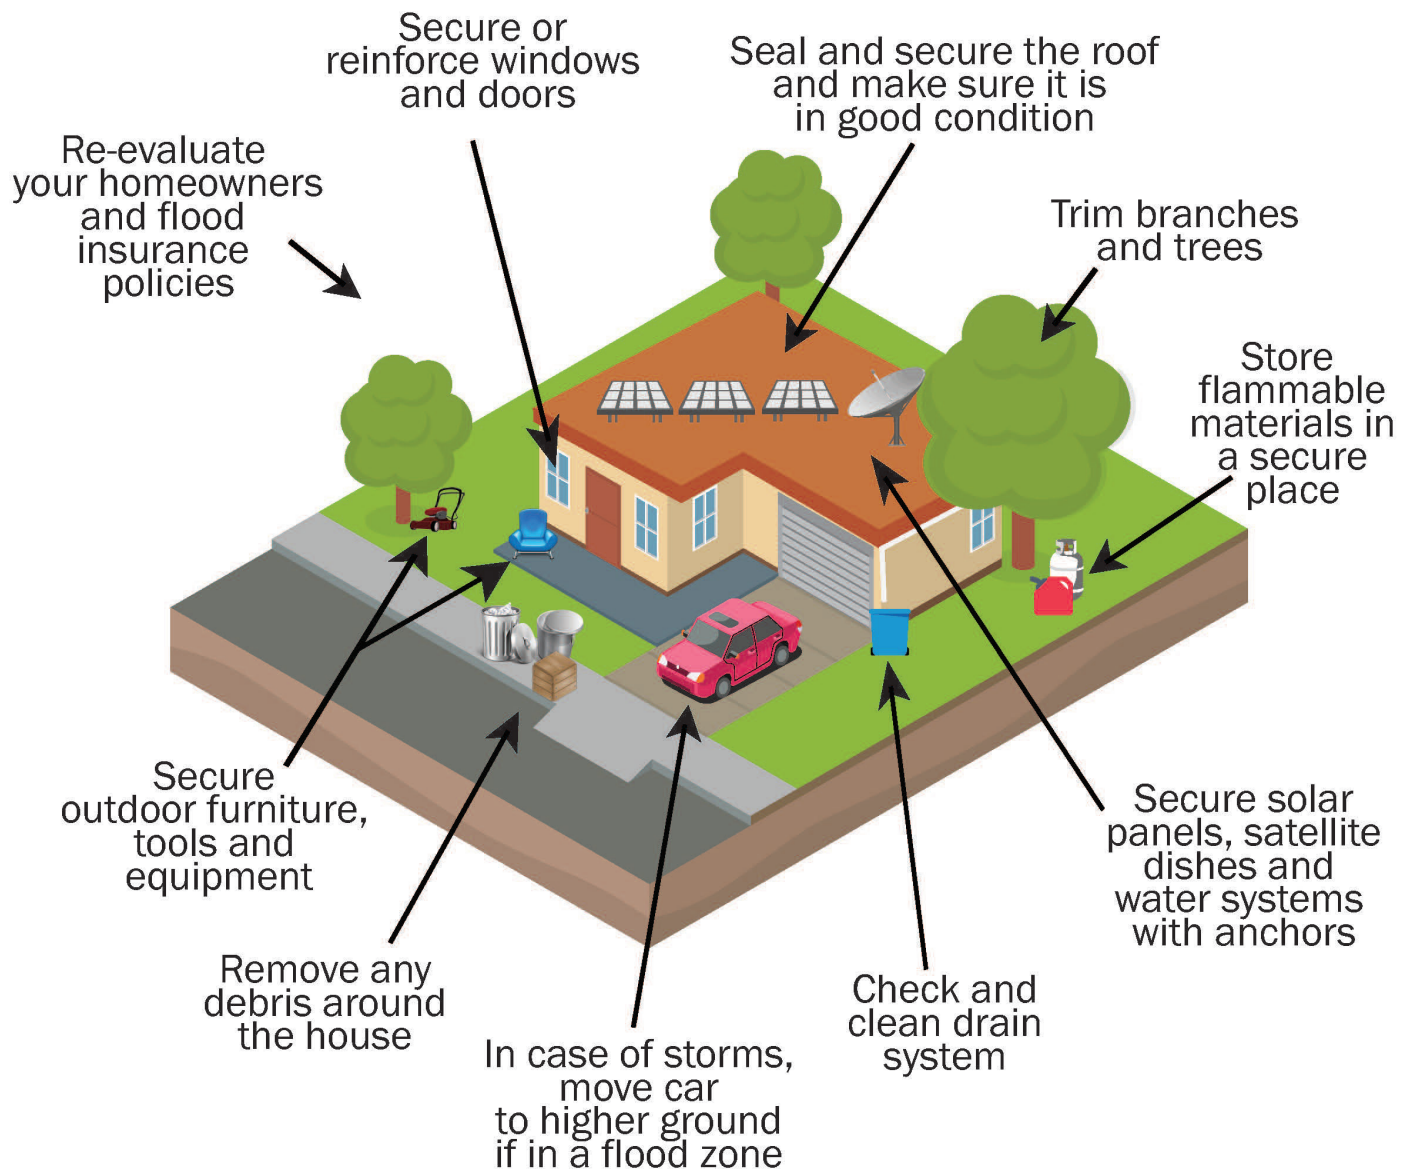 Secure or
reinforce windows
and doors
Seal and secure the roof
and make sure it is
in good condition
Re-evaluate
your homeowners
and flood
insurance
policies
Trim branches
and trees
Store
flammable
materials in
a secure
place
Secure
outdoor furniture,
tools and
equipment
Secure solar
panels, satellite
dishes and
water systems
with anchors
Remove any
debris around
the house
Check and
clean drain
system
In case of storms,
move car
to higher ground
if in a flood zone